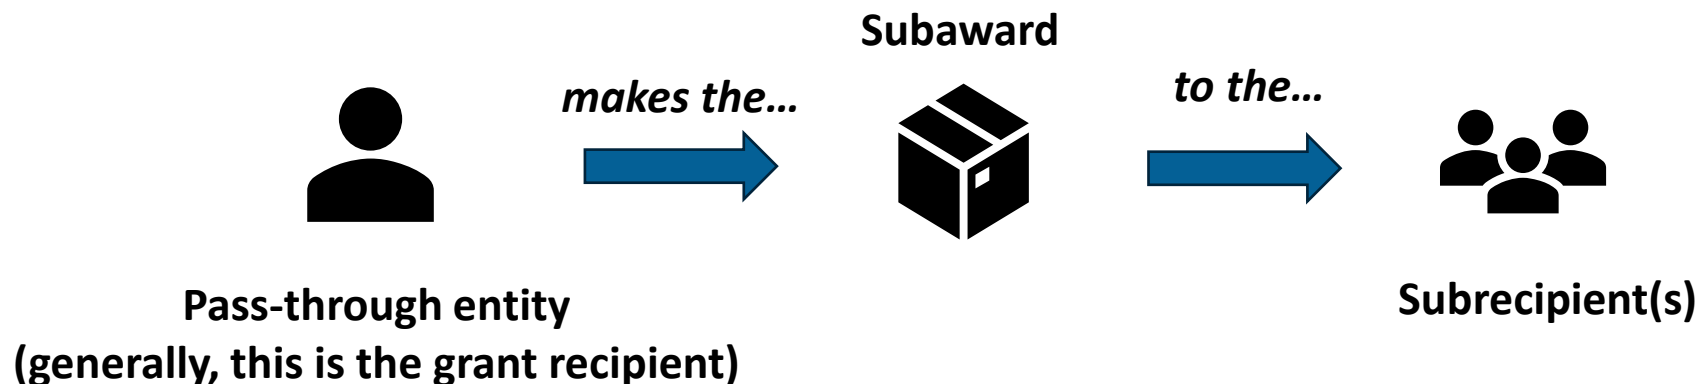 Subaward
makes the…
to the…
Pass-through entity
(generally, this is the grant recipient)
Subrecipient(s)